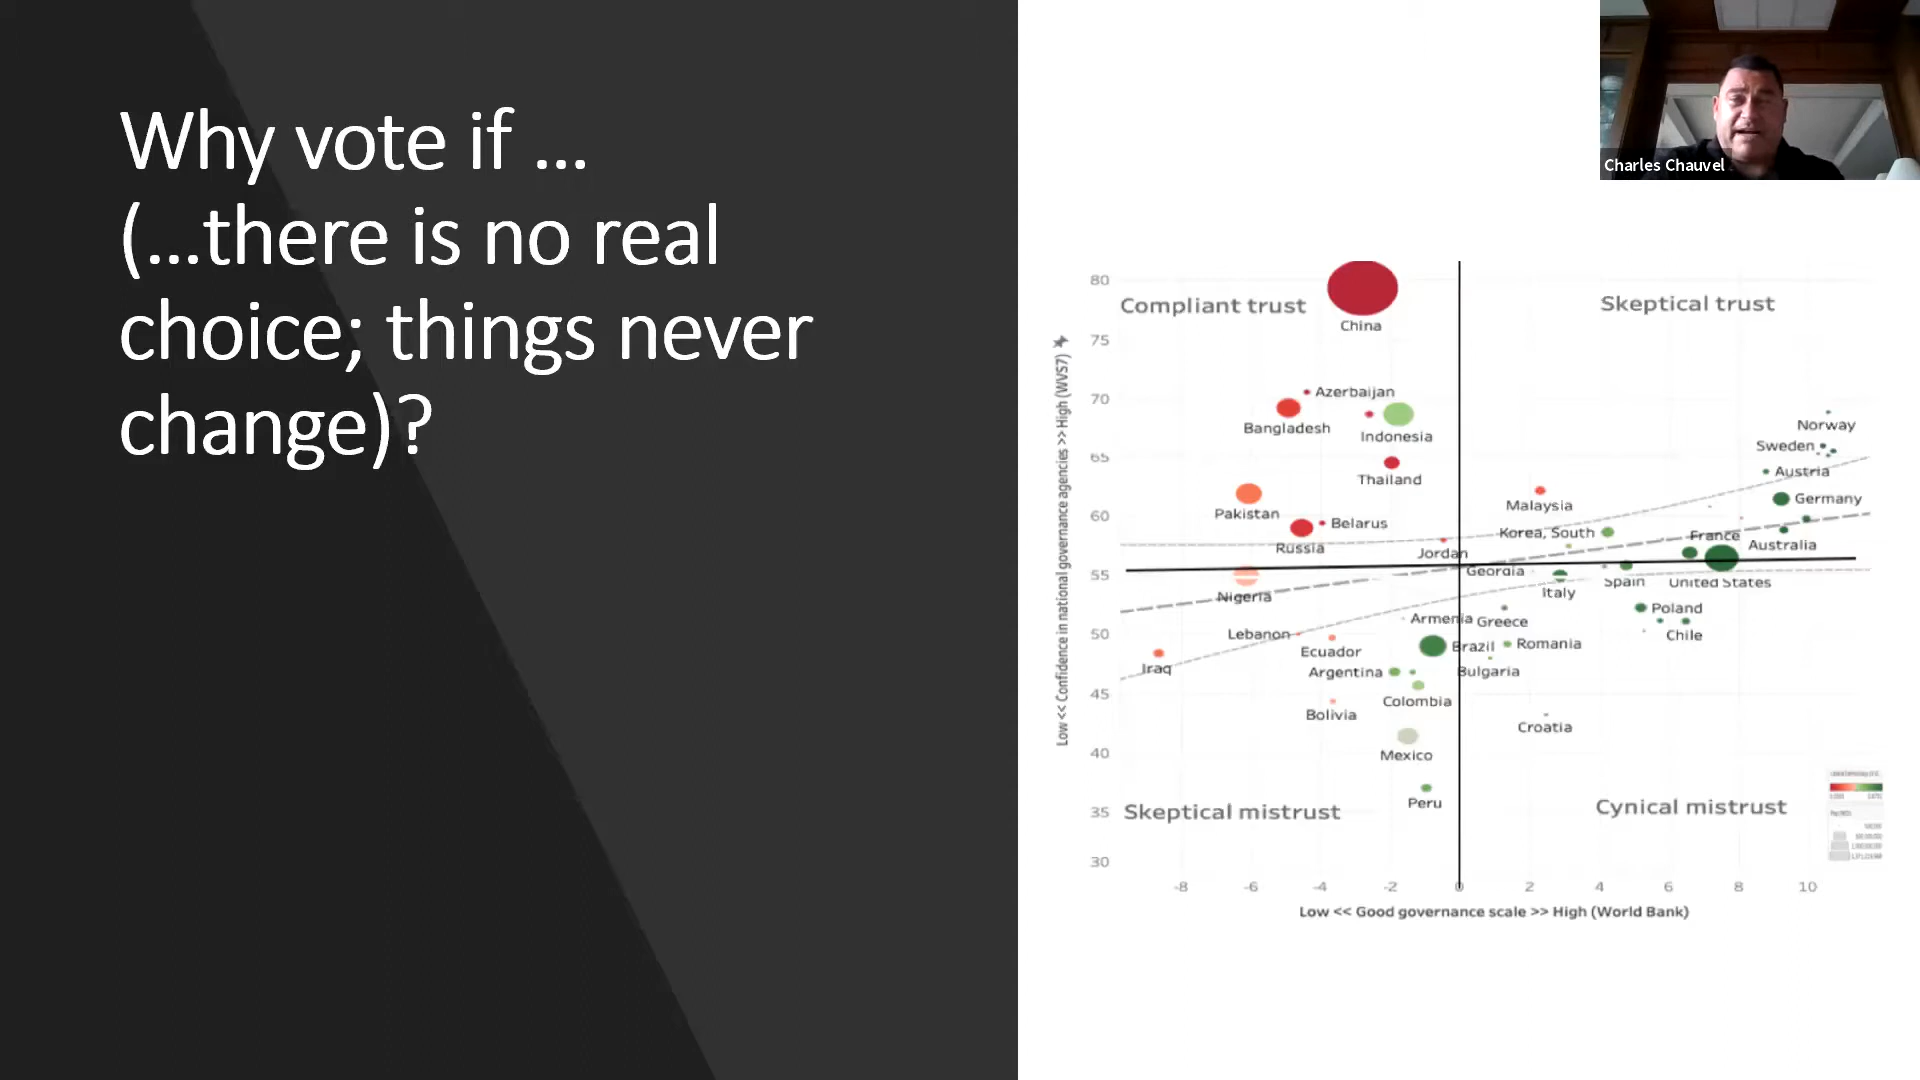 Why vote if ...
(...there is no real
choice; things never
change)?
Charles Chauvel
Low << Confidence in national governance agencies >> High (WVS7)
80
75
70
65
60
55
50
45
40
35
30
Compliant trust
Skeptical trust
China
Azerbaijan
Bangladesh
Indonesia
Thailand
Pakistan
Belarus
Russia
Jordan
Nigeria
Norway
Sweden
Austria
Malaysia
Germany
Korea, South
France
Australia
Georgia
Italy
Spain
United States
Poland
Chile
Armenia
Greece
Lebanon
Ecuador
Brazil
Romania
Iraq
Argentina
Bulgaria
Colombia
Bolivia
Croatia
Mexico
Peru
Skeptical mistrust
Cynical mistrust
-8 -6 -4 -2 0 2 4 6 8 10
Low << Good governance scale >> High (World Bank)